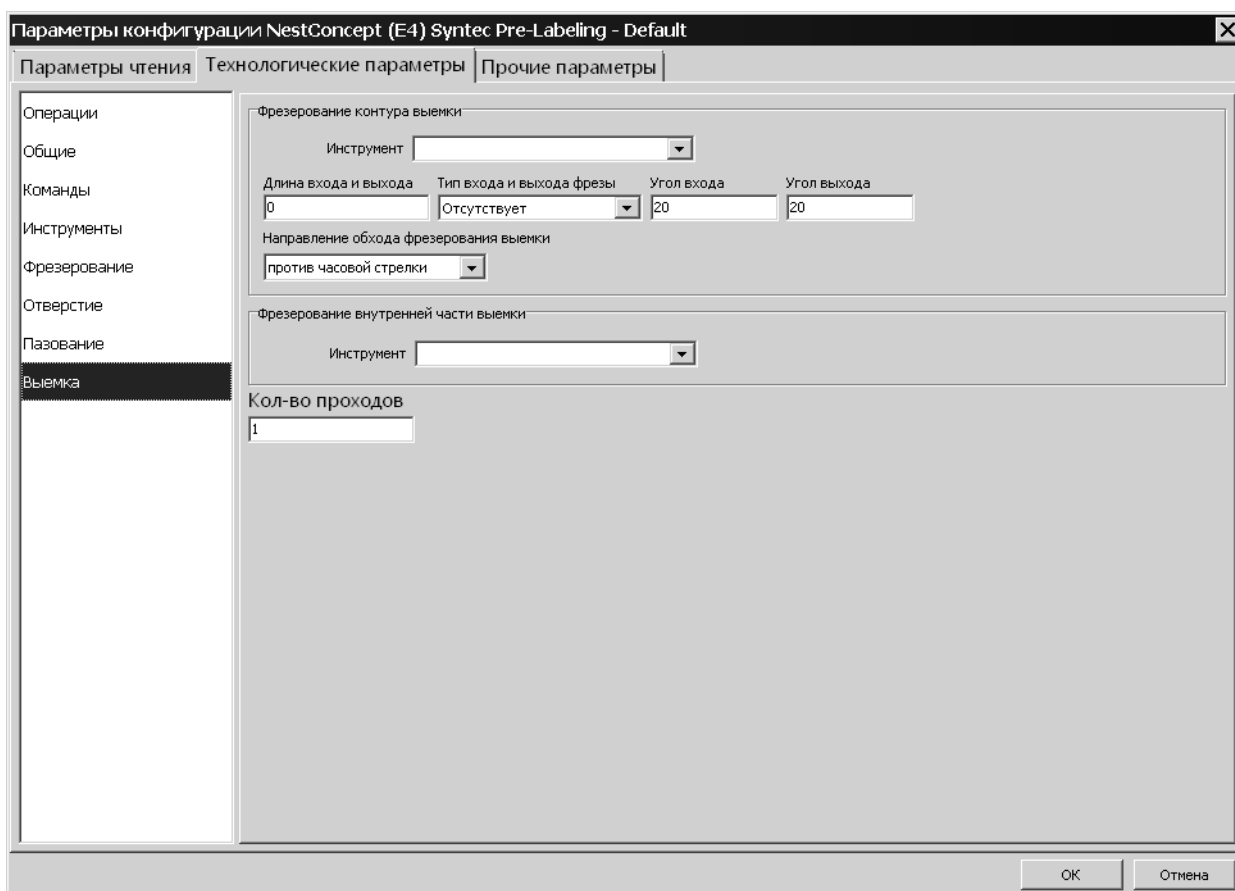 Параметры конфигурации NestConcept (E4) Syntec Pre-Labeling - Default
Параметры чтения Технологические параметры Прочие параметры
Операции
Общие
Команды
Инструменты
Фрезерование
Отверстие
Пазование
Выемка
Фрезерование контура выемки
Инструмент
Длина входа и выхода Тип входа и выхода фрезы Угол входа Угол выхода
0 Отсутствует 20 20
Направление обхода фрезерования выемки
против часовой стрелки
Фрезерование внутренней части выемки
Инструмент
Кол-во проходов
1
ОК Отмена